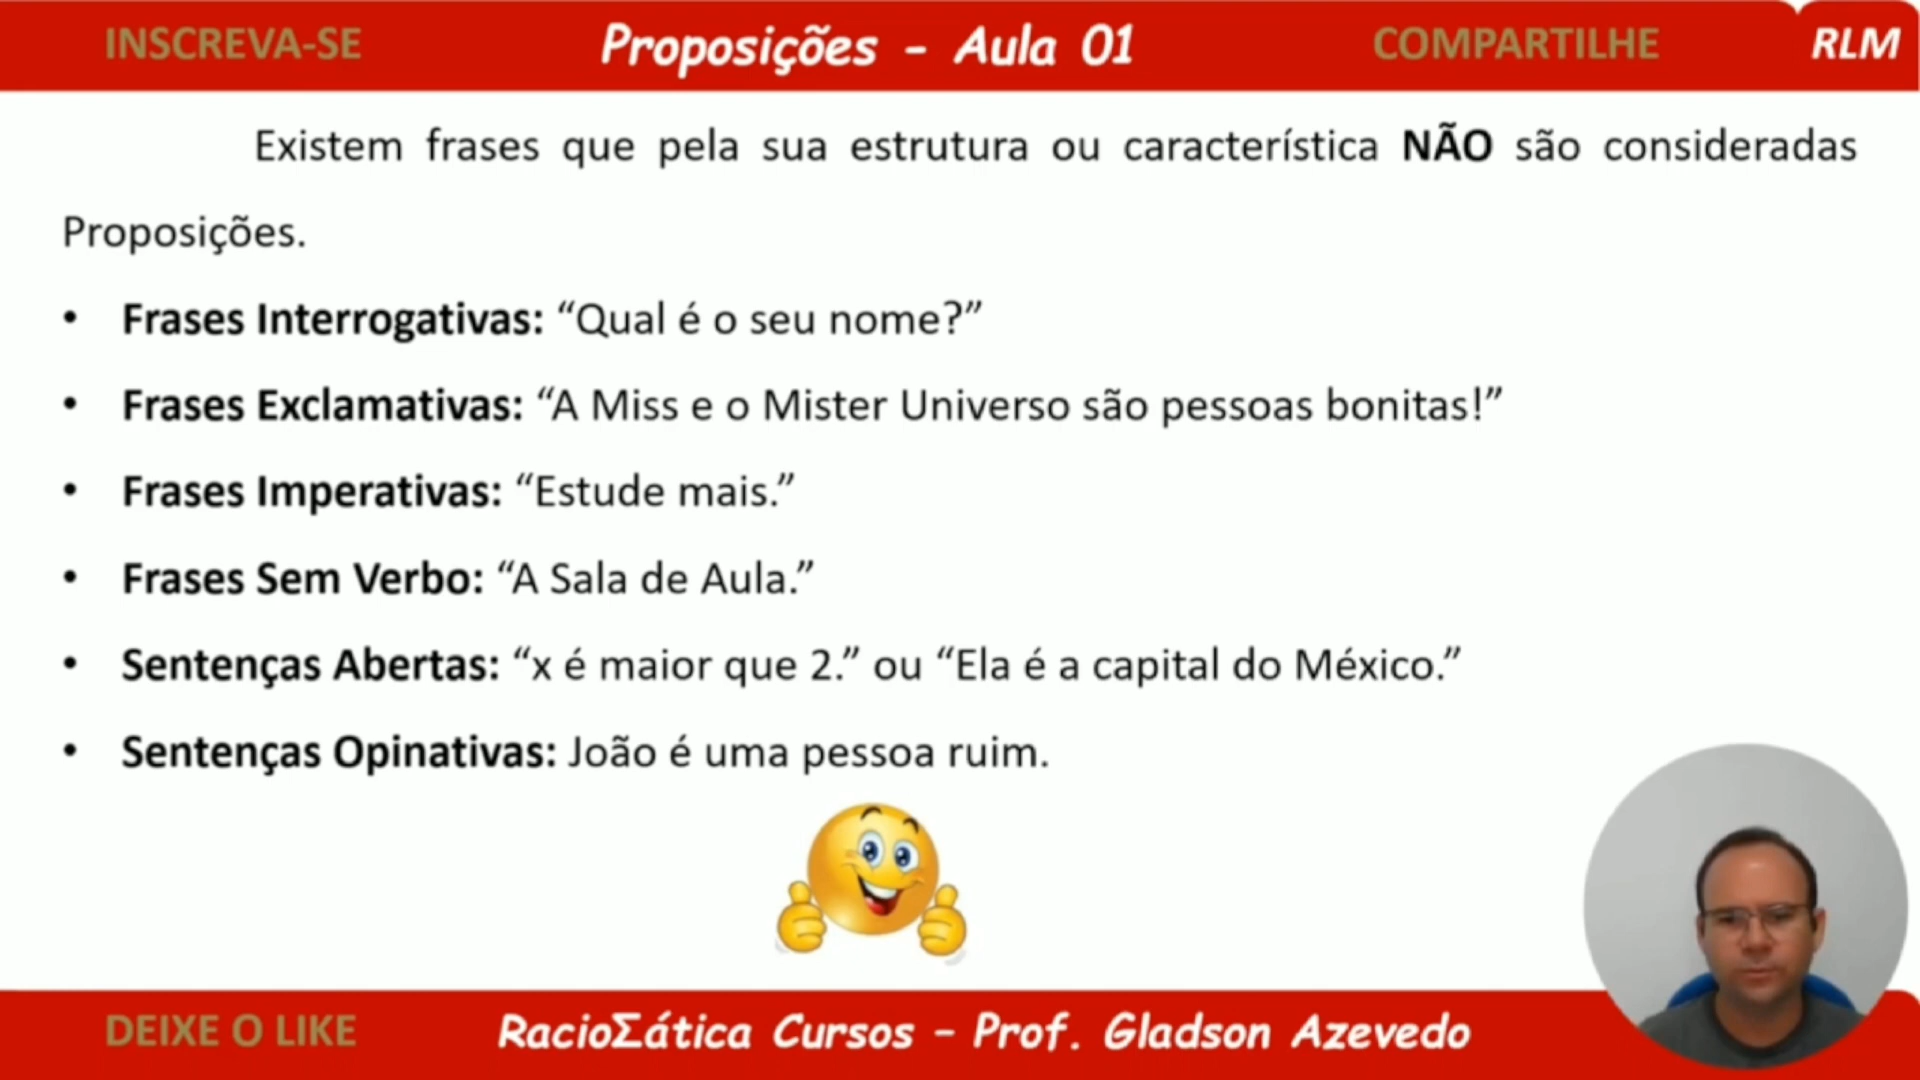 INSCREVA-SE Proposições - Aula 01 COMPARTILHE RLM
Existem frases que pela sua estrutura ou característica NÃO são consideradas
Proposições.
• Frases Interrogativas: “Qual é o seu nome?”
• Frases Exclamativas: “A Miss e o Mister Universo são pessoas bonitas!”
• Frases Imperativas: “Estude mais.”
• Frases Sem Verbo: “A Sala de Aula.”
• Sentenças Abertas: “x é maior que 2.” ou “Ela é a capital do México.”
• Sentenças Opinativas: João é uma pessoa ruim.
DEIXE O LIKE RacioΣática Cursos – Prof. Gladson Azevedo